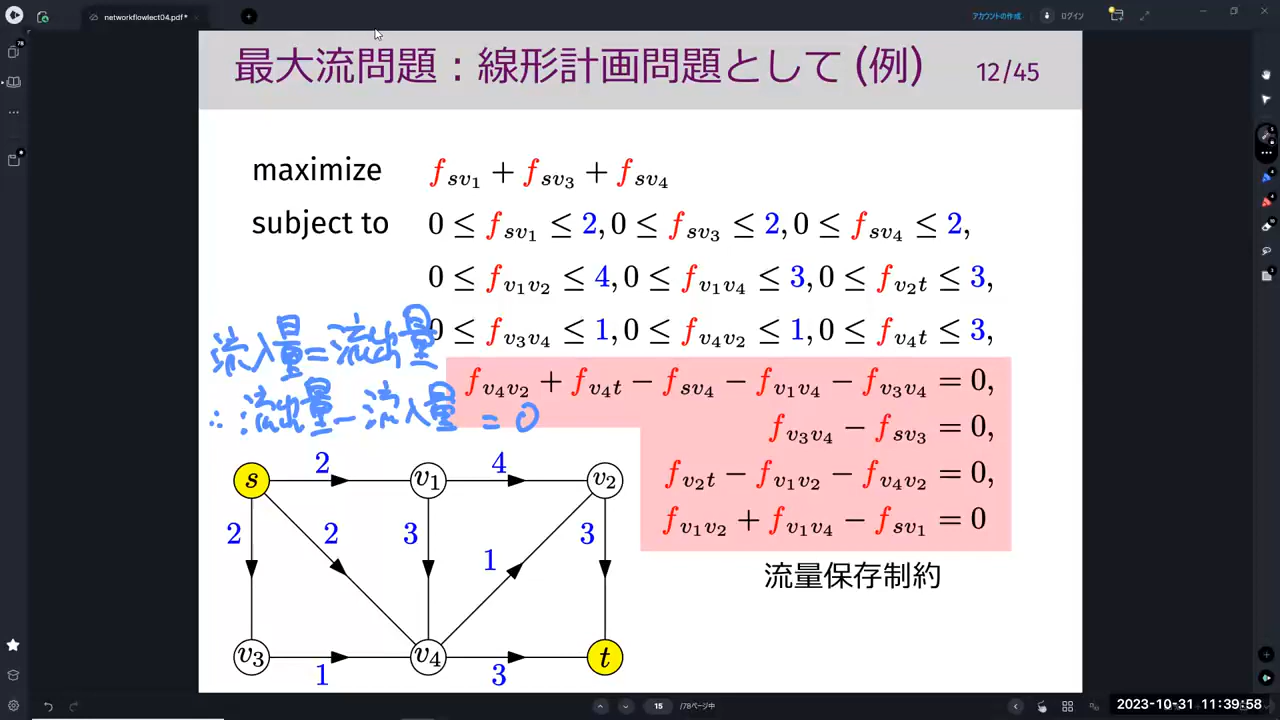 networkflowlect04.pdf*
アカウントの作成
ログイン
最大流問題：線形計画問題として (例)
12/45
maximize f_{sv_1} + f_{sv_3} + f_{sv_4}
subject to 0 ≤ f_{sv_1} ≤ 2, 0 ≤ f_{sv_3} ≤ 2, 0 ≤ f_{sv_4} ≤ 2,
0 ≤ f_{v_1v_2} ≤ 4, 0 ≤ f_{v_1v_4} ≤ 3, 0 ≤ f_{v_2t} ≤ 3,
0 ≤ f_{v_3v_4} ≤ 1, 0 ≤ f_{v_4v_2} ≤ 1, 0 ≤ f_{v_4t} ≤ 3,
流入量=流出量
∴ 流出量−流入量 = 0
f_{v_4v_2} + f_{v_4t} − f_{sv_4} − f_{v_1v_4} − f_{v_3v_4} = 0,
f_{v_3v_4} − f_{sv_3} = 0,
f_{v_2t} − f_{v_1v_2} − f_{v_4v_2} = 0,
f_{v_1v_2} + f_{v_1v_4} − f_{sv_1} = 0
流量保存制約
s 2 v_1 4 v_2
2 2 3 1 3
v_3 1 v_4 3 t
15 /78ページ中
2023-10-31 11:39:58